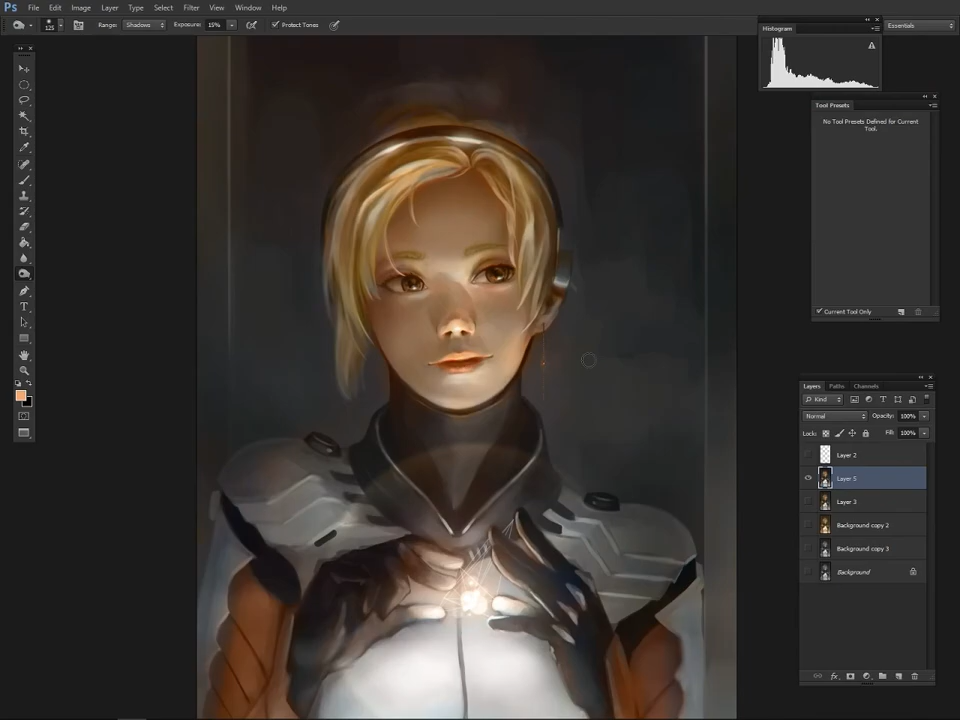 Ps File Edit Image Layer Type Select Filter View Window Help
125 Range: Shadows Exposure: 15% Protect Tones
Essentials
Histogram
Tool Presets
No Tool Presets Defined for Current
Tool.
Current Tool Only
Layers Paths Channels
Kind
Normal Opacity: 100%
Lock: Fill: 100%
Layer 2
Layer 5
Layer 3
Background copy 2
Background copy 3
Background
fx
T